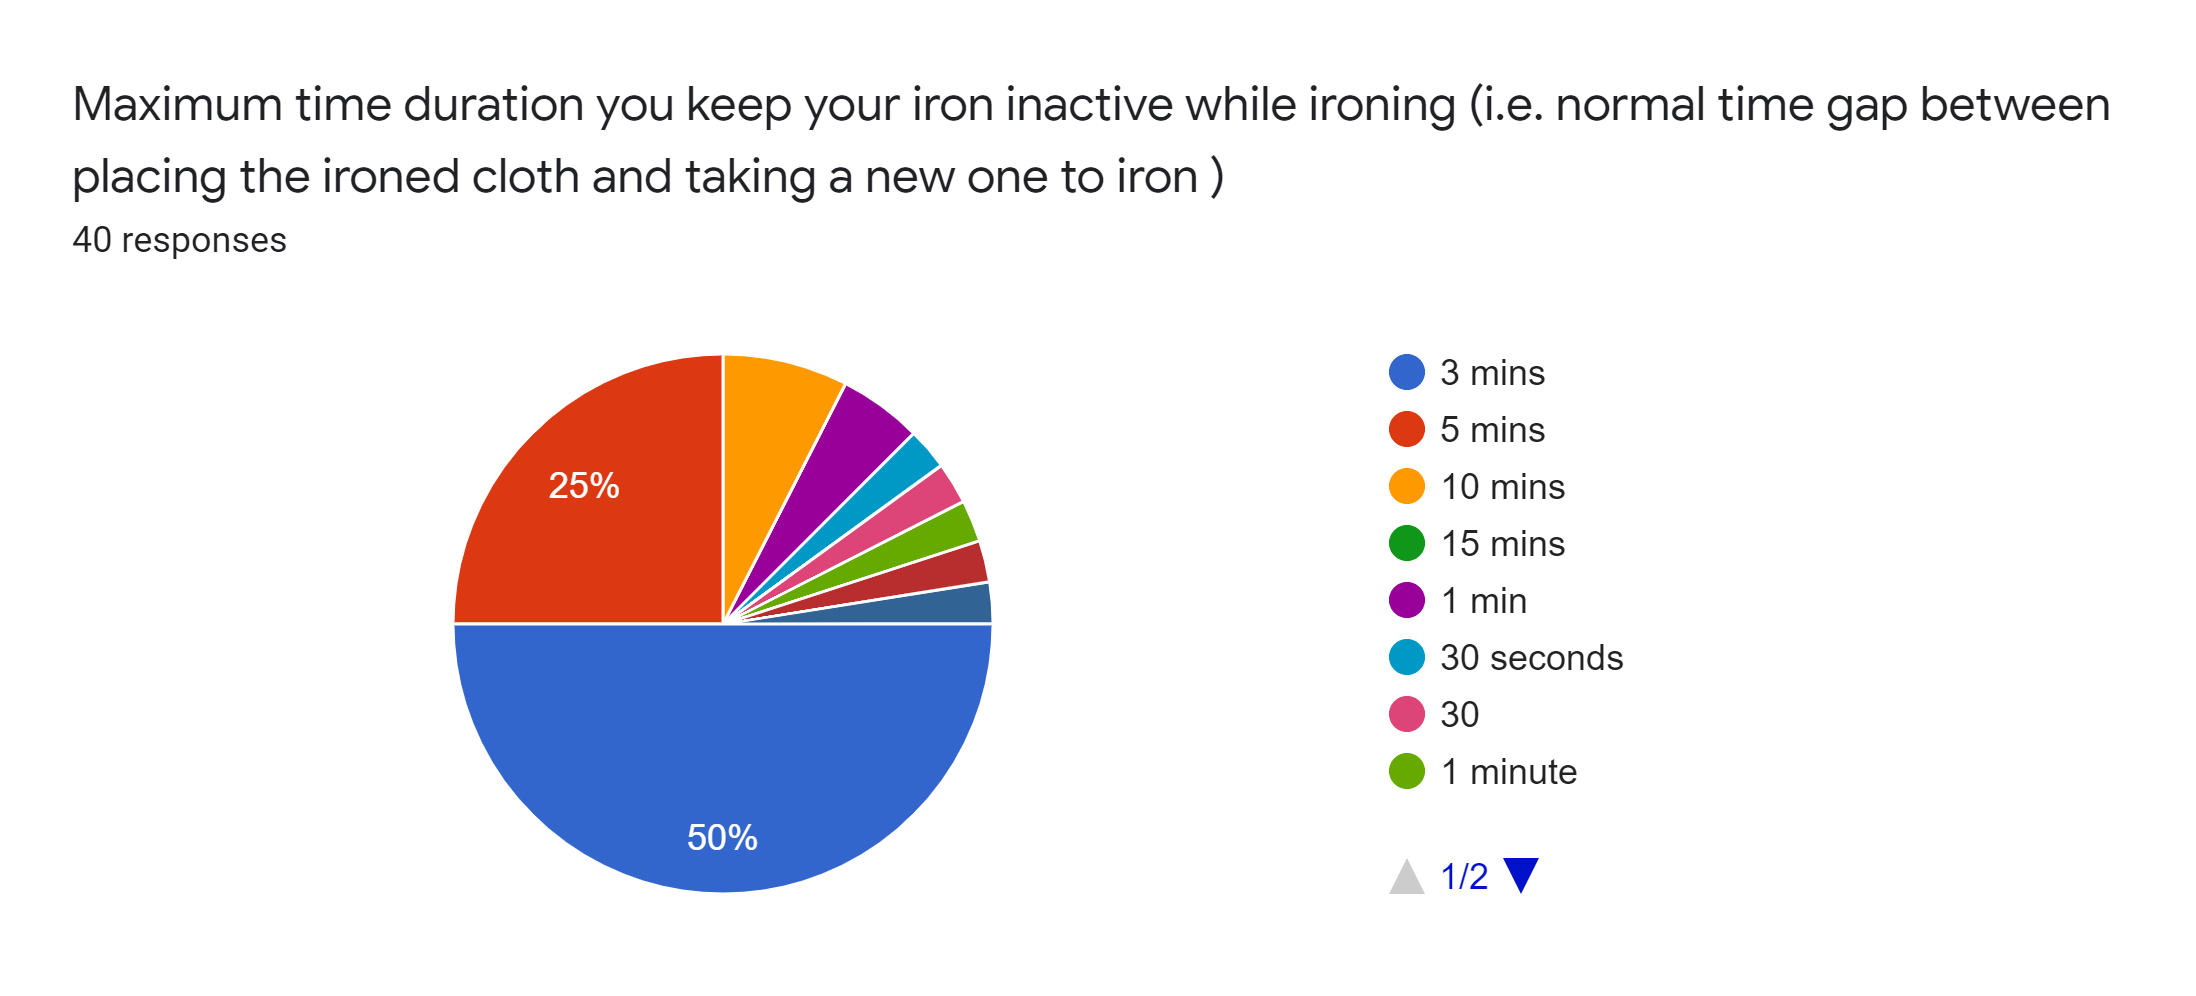 Maximum time duration you keep your iron inactive while ironing (i.e. normal time gap between
placing the ironed cloth and taking a new one to iron )
40 responses
25%
50%
3 mins
5 mins
10 mins
15 mins
1 min
30 seconds
30
1 minute
1/2